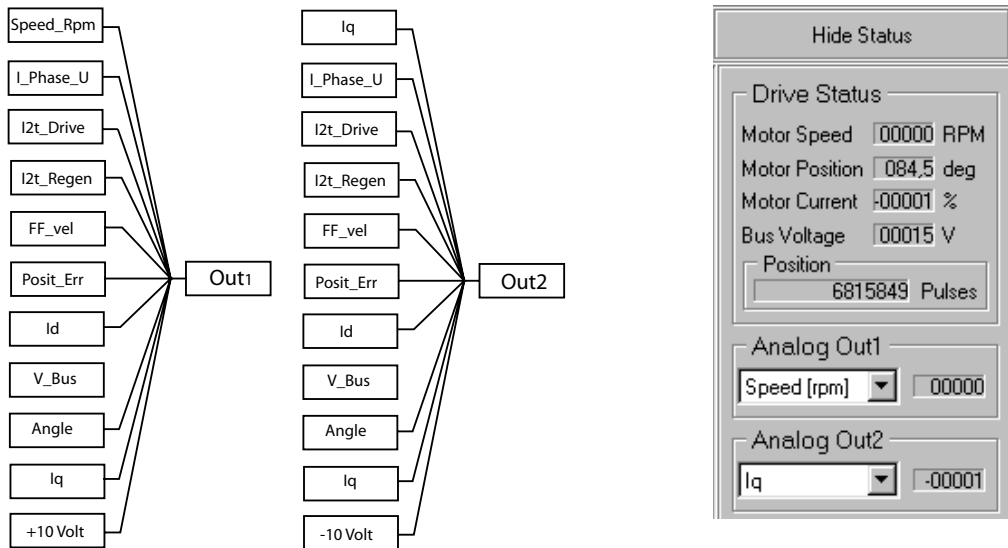 Speed_Rpm
I_Phase_U
I2t_Drive
I2t_Regen
FF_vel
Posit_Err
Id
V_Bus
Angle
Iq
+10 Volt
Out1
Iq
I_Phase_U
I2t_Drive
I2t_Regen
FF_vel
Posit_Err
Id
V_Bus
Angle
Iq
-10 Volt
Out2
Hide Status
Drive Status
Motor Speed 00000 RPM
Motor Position 084,5 deg
Motor Current -00001 %
Bus Voltage 00015 V
Position
6815849 Pulses
Analog Out1
Speed [rpm] 00000
Analog Out2
Iq -00001